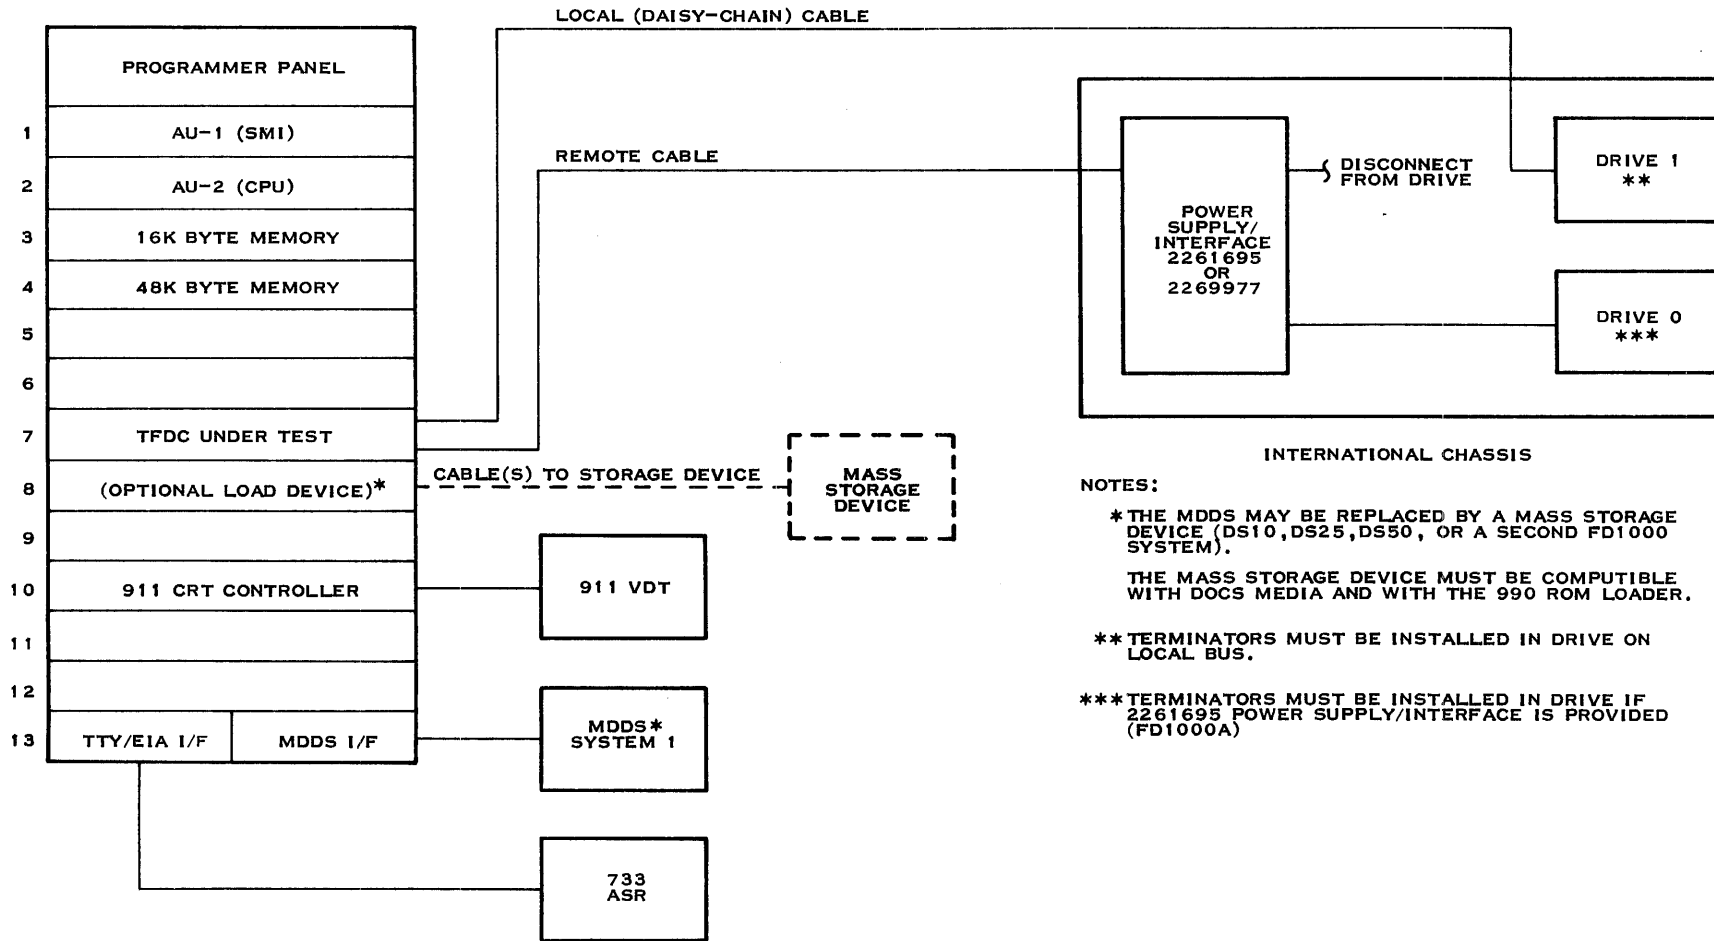 LOCAL (DAISY-CHAIN) CABLE
PROGRAMMER PANEL
1 AU-1 (SMI)
2 AU-2 (CPU)
3 16K BYTE MEMORY
4 48K BYTE MEMORY
5
6
7 TFDC UNDER TEST
8 (OPTIONAL LOAD DEVICE)*
9
10 911 CRT CONTROLLER
11
12
13 TTY/EIA I/F MDDS I/F
REMOTE CABLE
CABLE(S) TO STORAGE DEVICE
MASS
STORAGE
DEVICE
911 VDT
MDDS*
SYSTEM 1
733
ASR
POWER
SUPPLY/
INTERFACE
2261695
OR
2269977
DISCONNECT
FROM DRIVE
DRIVE 1
**
DRIVE 0
***
INTERNATIONAL CHASSIS
NOTES:
*THE MDDS MAY BE REPLACED BY A MASS STORAGE
DEVICE (DS10,DS25,DS50, OR A SECOND FD1000
SYSTEM).
THE MASS STORAGE DEVICE MUST BE COMPUTIBLE
WITH DOCS MEDIA AND WITH THE 990 ROM LOADER.
**TERMINATORS MUST BE INSTALLED IN DRIVE ON
LOCAL BUS.
***TERMINATORS MUST BE INSTALLED IN DRIVE IF
2261695 POWER SUPPLY/INTERFACE IS PROVIDED
(FD1000A)